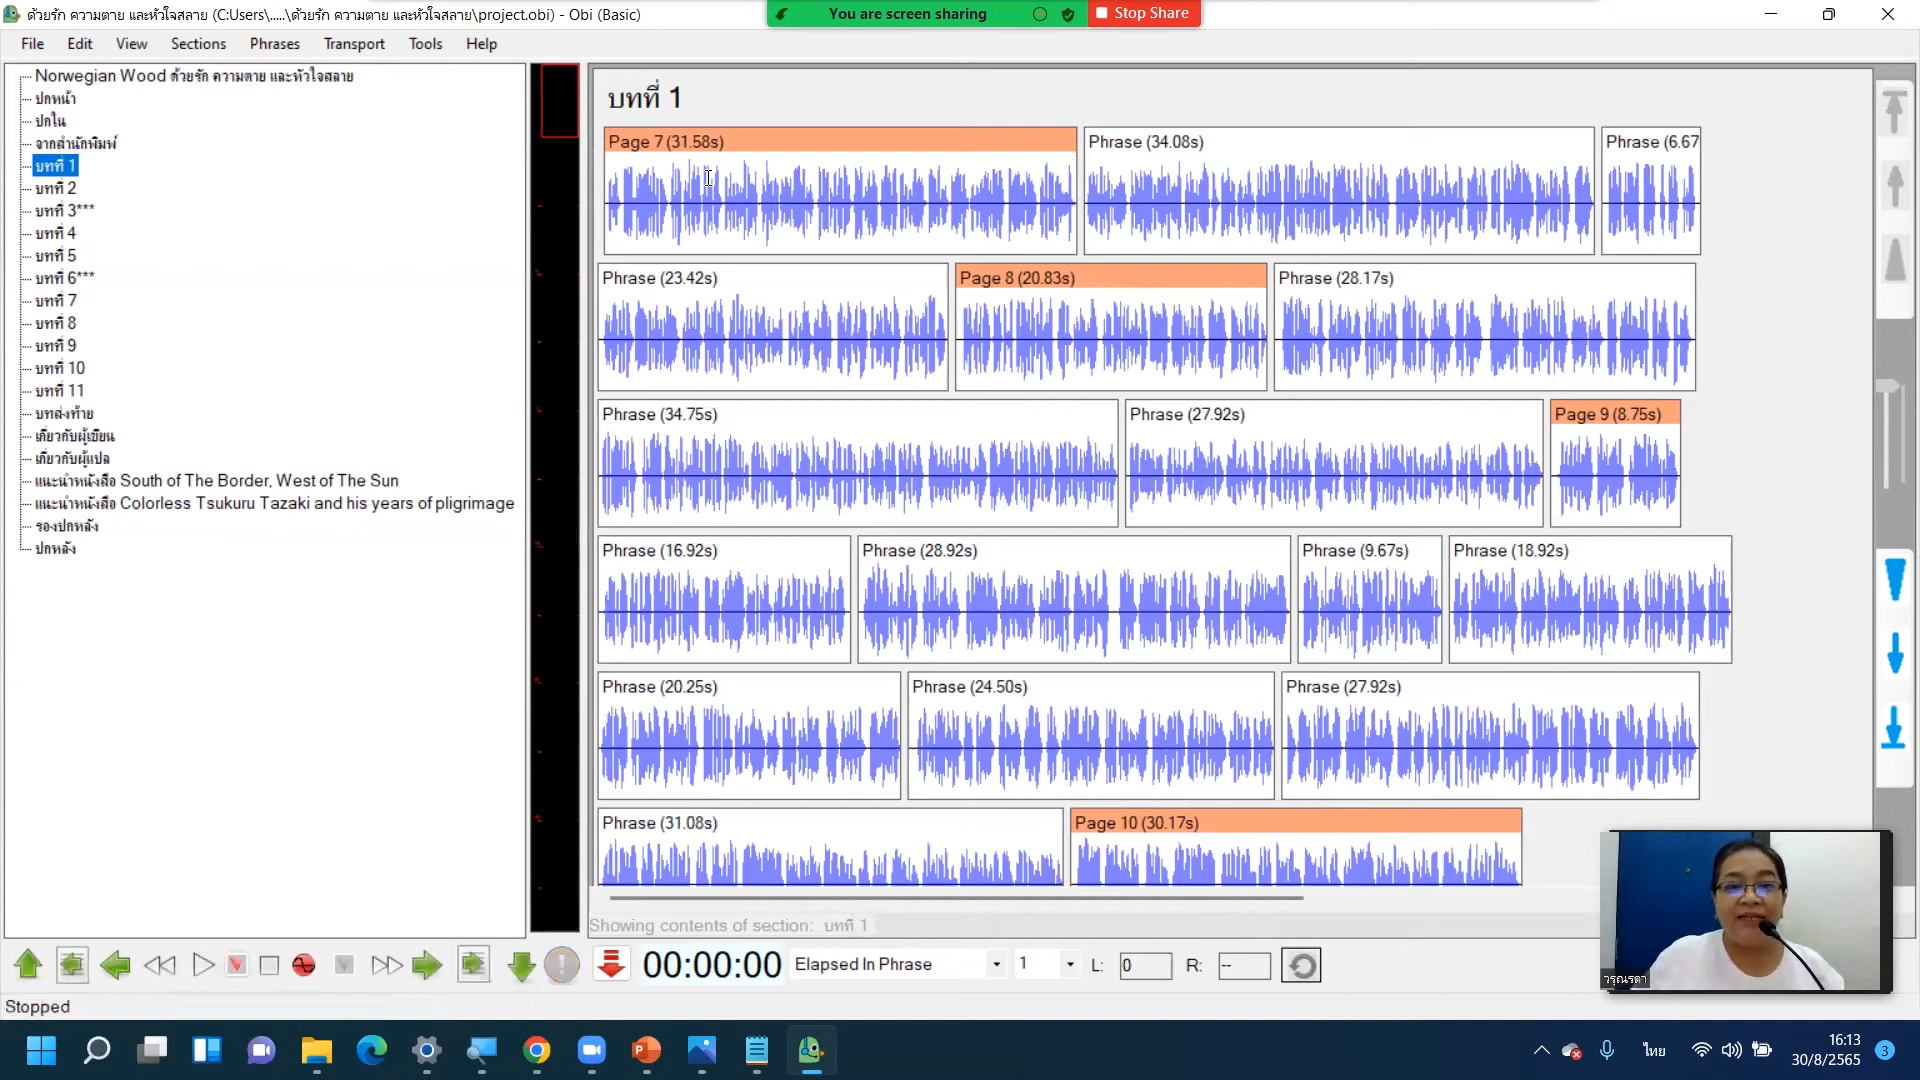 ด้วยรัก ความตาย และหัวใจสลาย (C:\Users\.....\ด้วยรัก ความตาย และหัวใจสลาย\project.obi) - Obi (Basic)
You are screen sharing
Stop Share
File Edit View Sections Phrases Transport Tools Help
Norwegian Wood ด้วยรัก ความตาย และหัวใจสลาย
ปกหน้า
ปกใน
จากสำนักพิมพ์
บทที่ 1
บทที่ 2
บทที่ 3***
บทที่ 4
บทที่ 5
บทที่ 6***
บทที่ 7
บทที่ 8
บทที่ 9
บทที่ 10
บทที่ 11
บทส่งท้าย
เกี่ยวกับผู้เขียน
เกี่ยวกับผู้แปล
แนะนำหนังสือ South of The Border, West of The Sun
แนะนำหนังสือ Colorless Tsukuru Tazaki and his years of pligrimage
รองปกหลัง
ปกหลัง
บทที่ 1
Page 7 (31.58s) Phrase (34.08s) Phrase (6.67
Phrase (23.42s) Page 8 (20.83s) Phrase (28.17s)
Phrase (34.75s) Phrase (27.92s) Page 9 (8.75s)
Phrase (16.92s) Phrase (28.92s) Phrase (9.67s) Phrase (18.92s)
Phrase (20.25s) Phrase (24.50s) Phrase (27.92s)
Phrase (31.08s) Page 10 (30.17s)
Showing contents of section: บทที่ 1
วรุณรตา
00:00:00 Elapsed In Phrase 1 L: 0 R: --
Stopped
ไทย
16:13
30/8/2565
3